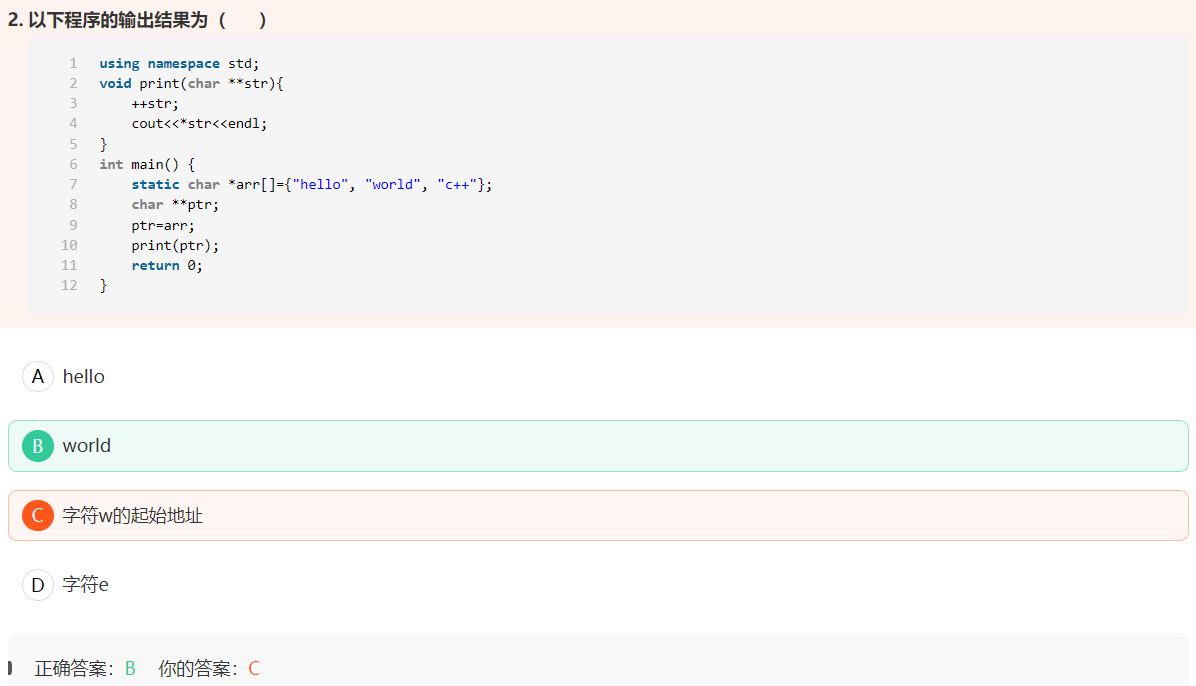 2. 以下程序的输出结果为（　　）
1 using namespace std;
2 void print(char **str){
3     ++str;
4     cout<<*str<<endl;
5 }
6 int main() {
7     static char *arr[]={"hello", "world", "c++"};
8     char **ptr;
9     ptr=arr;
10     print(ptr);
11     return 0;
12 }
A hello
B world
C 字符w的起始地址
D 字符e
正确答案：B 你的答案：C